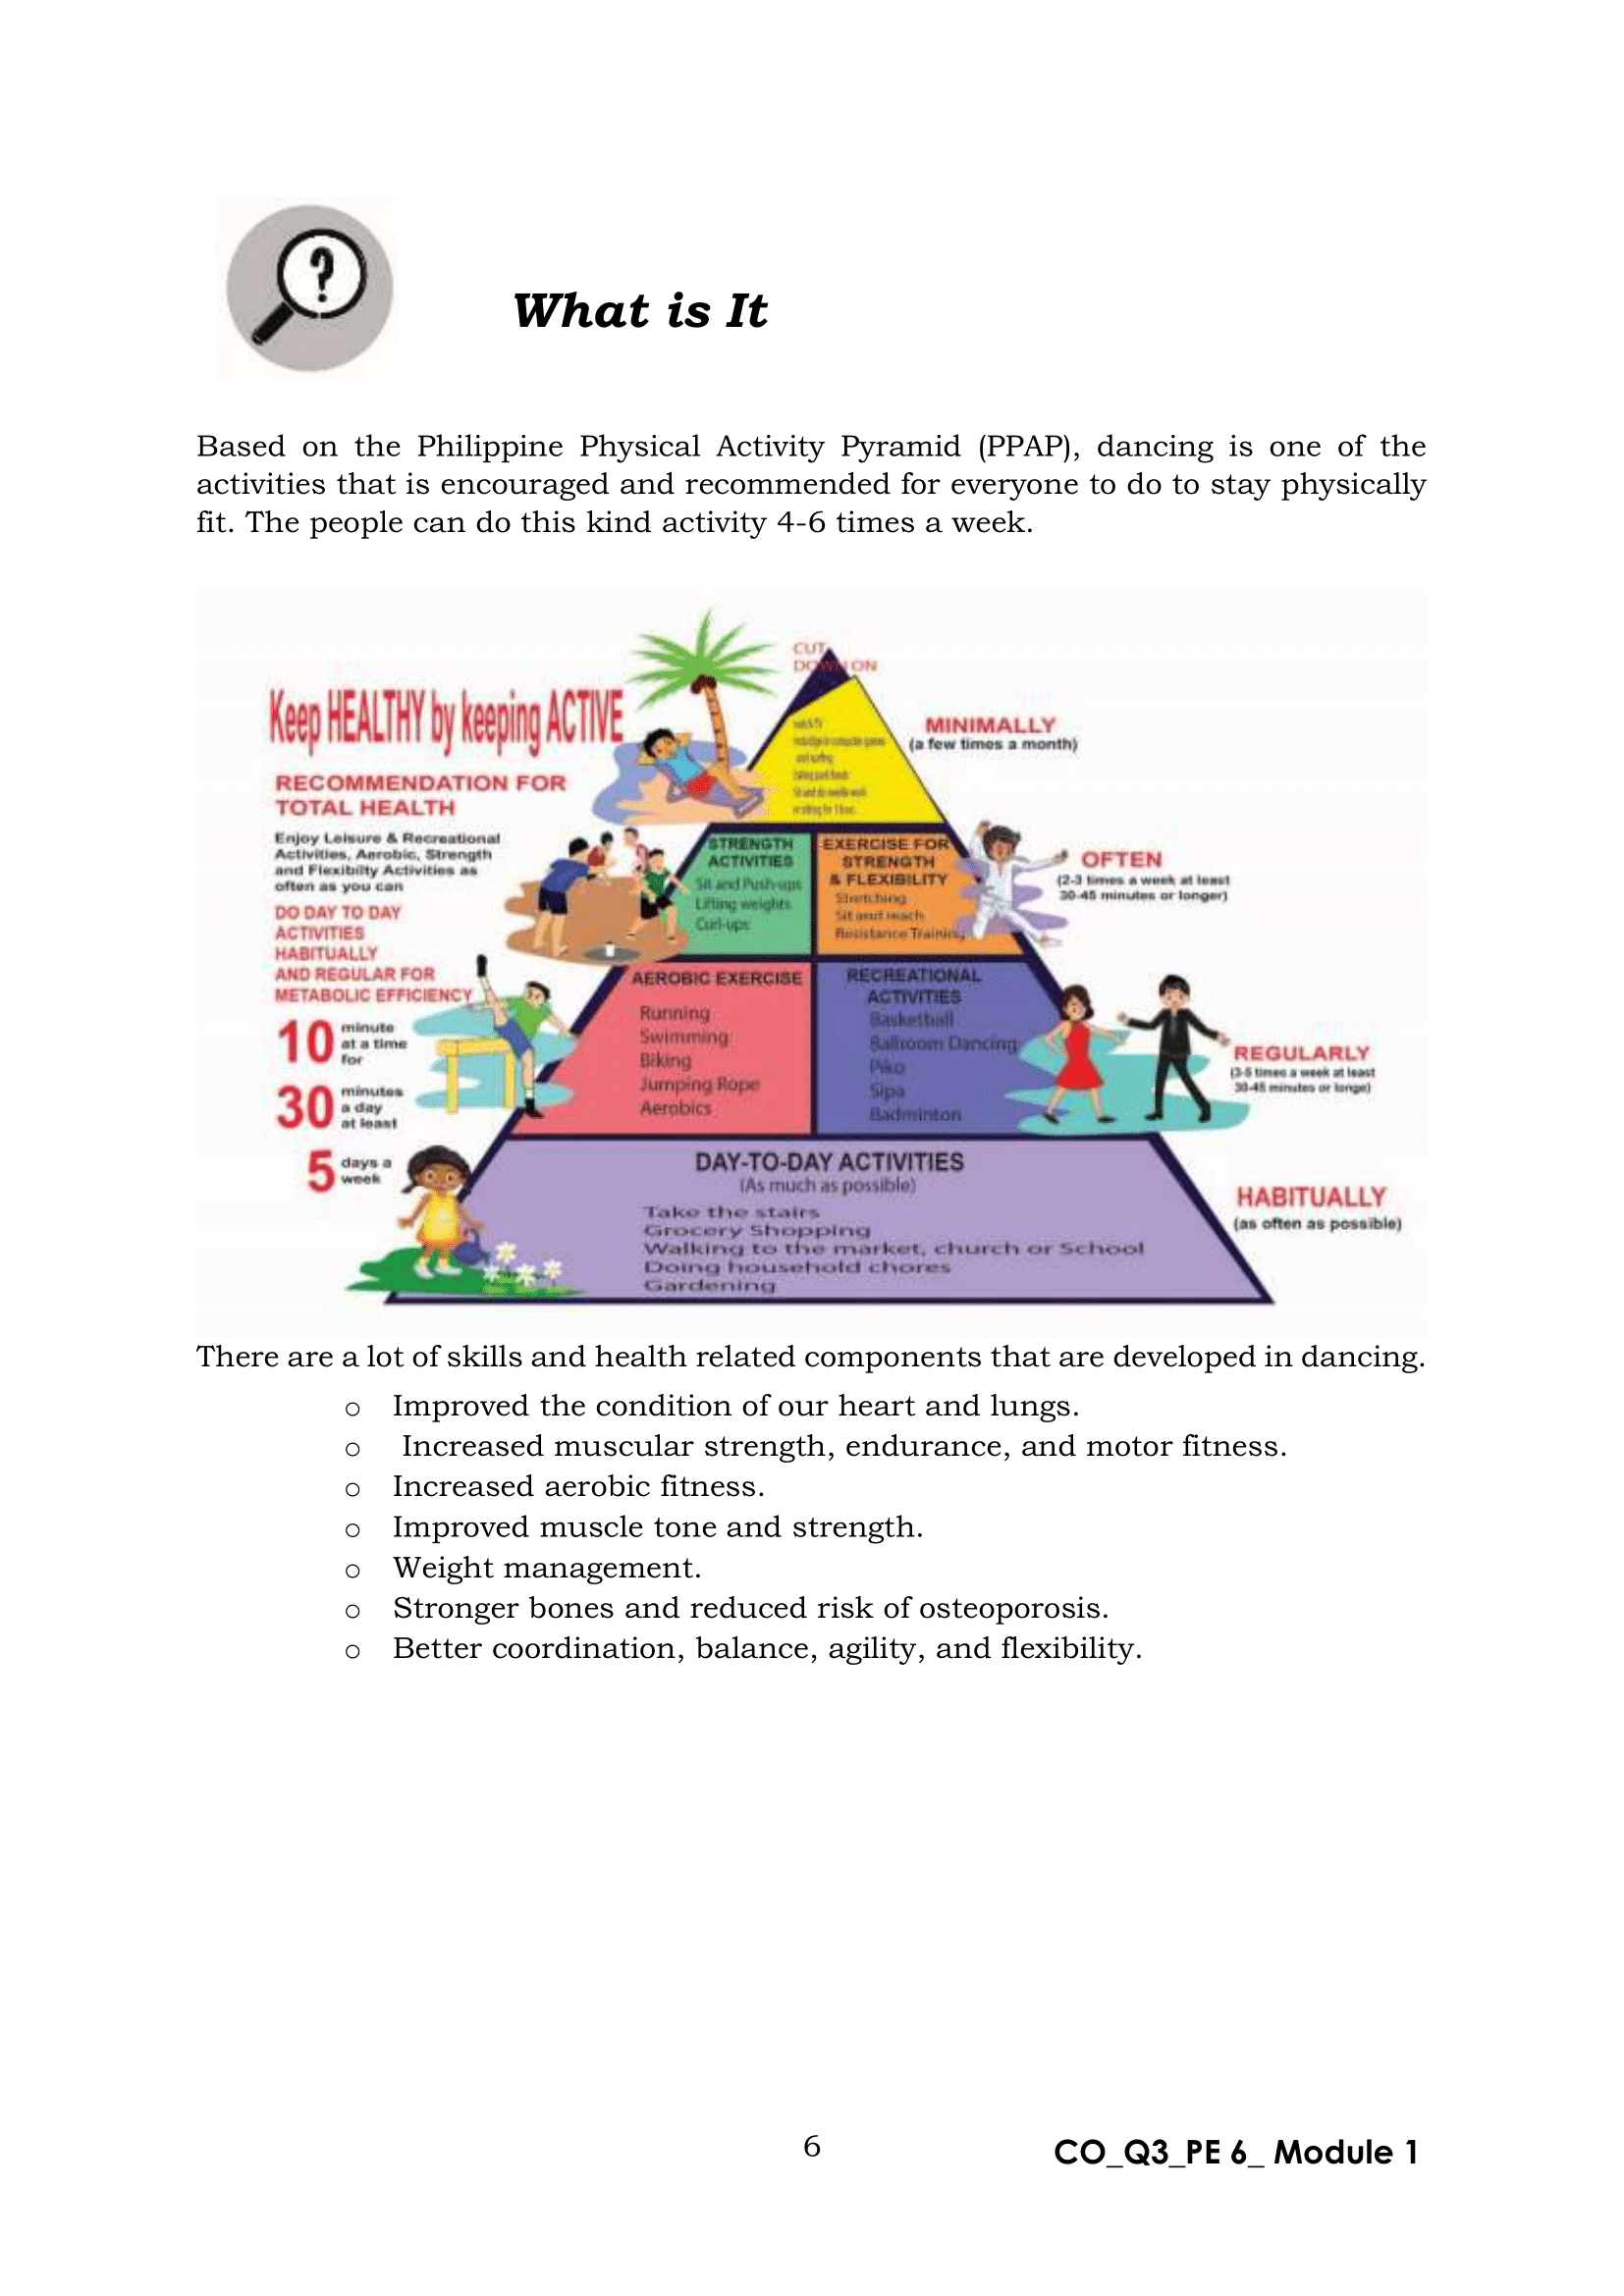 What is It
Based on the Philippine Physical Activity Pyramid (PPAP), dancing is one of the
activities that is encouraged and recommended for everyone to do to stay physically
fit. The people can do this kind activity 4-6 times a week.
CUT
DOWN ON
Keep HEALTHY by keeping ACTIVE
RECOMMENDATION FOR
TOTAL HEALTH
Enjoy Leisure & Recreational
Activities, Aerobic, Strength
and Flexibilty Activities as
often as you can
DO DAY TO DAY
ACTIVITIES
HABITUALLY
AND REGULAR FOR
METABOLIC EFFICIENCY
10 minute
at a time
for
30 minutes
a day
at least
5 days a
week
watch TV
and surfing
MINIMALLY
(a few times a month)
STRENGTH
ACTIVITIES
Sit and Push-ups
Lifting weights
Curl-ups
EXERCISE FOR
STRENGTH
& FLEXIBILITY
Stretching
Sit and reach
Resistance Training
OFTEN
(2-3 times a week at least
30-45 minutes or longer)
AEROBIC EXERCISE
Running
Swimming
Biking
Jumping Rope
Aerobics
RECREATIONAL
ACTIVITIES
Basketball
Ballroom Dancing
Piko
Sipa
Badminton
REGULARLY
(3-5 times a week at least
30-45 minutes or longe)
DAY-TO-DAY ACTIVITIES
(As much as possible)
Take the stairs
Grocery Shopping
Walking to the market, church or School
Doing household chores
Gardening
HABITUALLY
(as often as possible)
There are a lot of skills and health related components that are developed in dancing.
o Improved the condition of our heart and lungs.
o Increased muscular strength, endurance, and motor fitness.
o Increased aerobic fitness.
o Improved muscle tone and strength.
o Weight management.
o Stronger bones and reduced risk of osteoporosis.
o Better coordination, balance, agility, and flexibility.
6
CO_Q3_PE 6_ Module 1